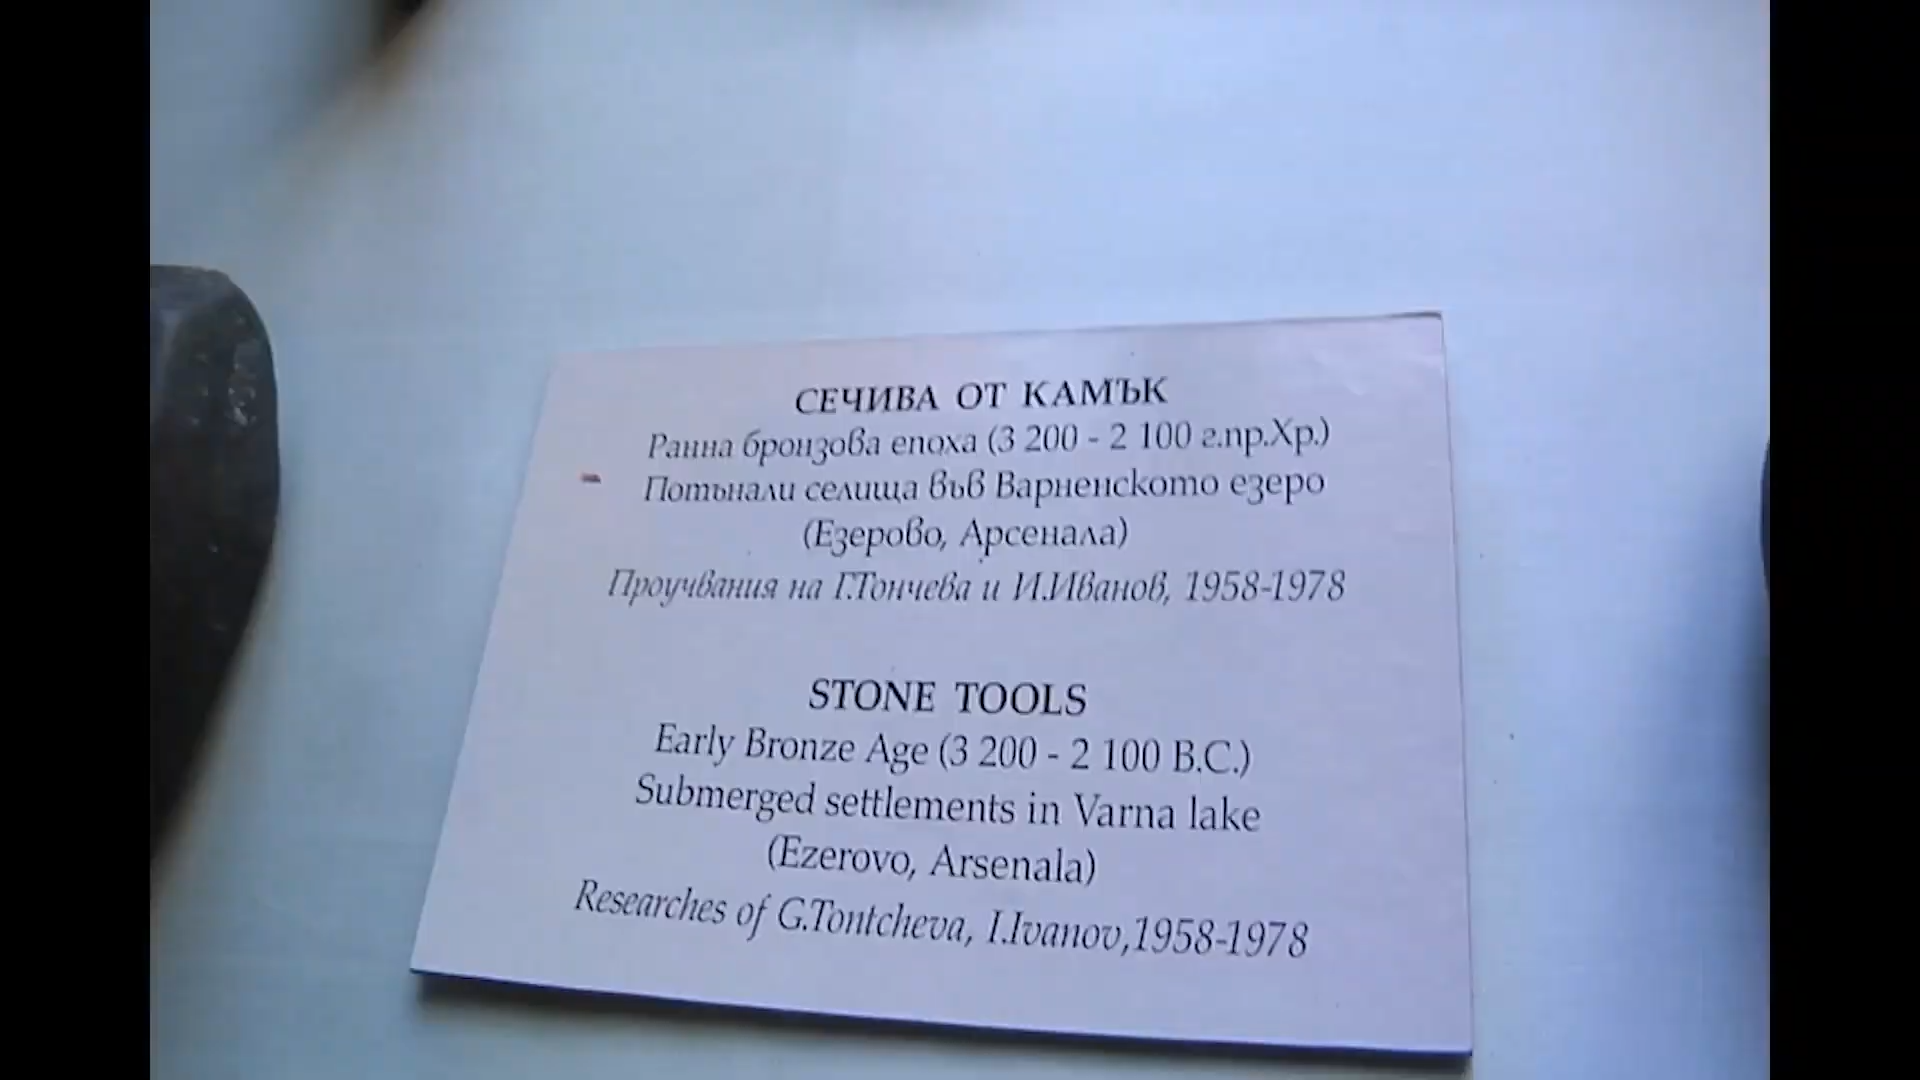 СЕЧИВА ОТ КАМЪК
Ранна бронзова епоха (3 200 - 2 100 г.пр.Хр.)
Потънали селища във Варненското езеро
(Езерово, Арсенала)
Проучвания на Г.Тончева и И.Иванов, 1958-1978
STONE TOOLS
Early Bronze Age (3 200 - 2 100 B.C.)
Submerged settlements in Varna lake
(Ezerovo, Arsenala)
Researches of G.Tontcheva, I.Ivanov,1958-1978